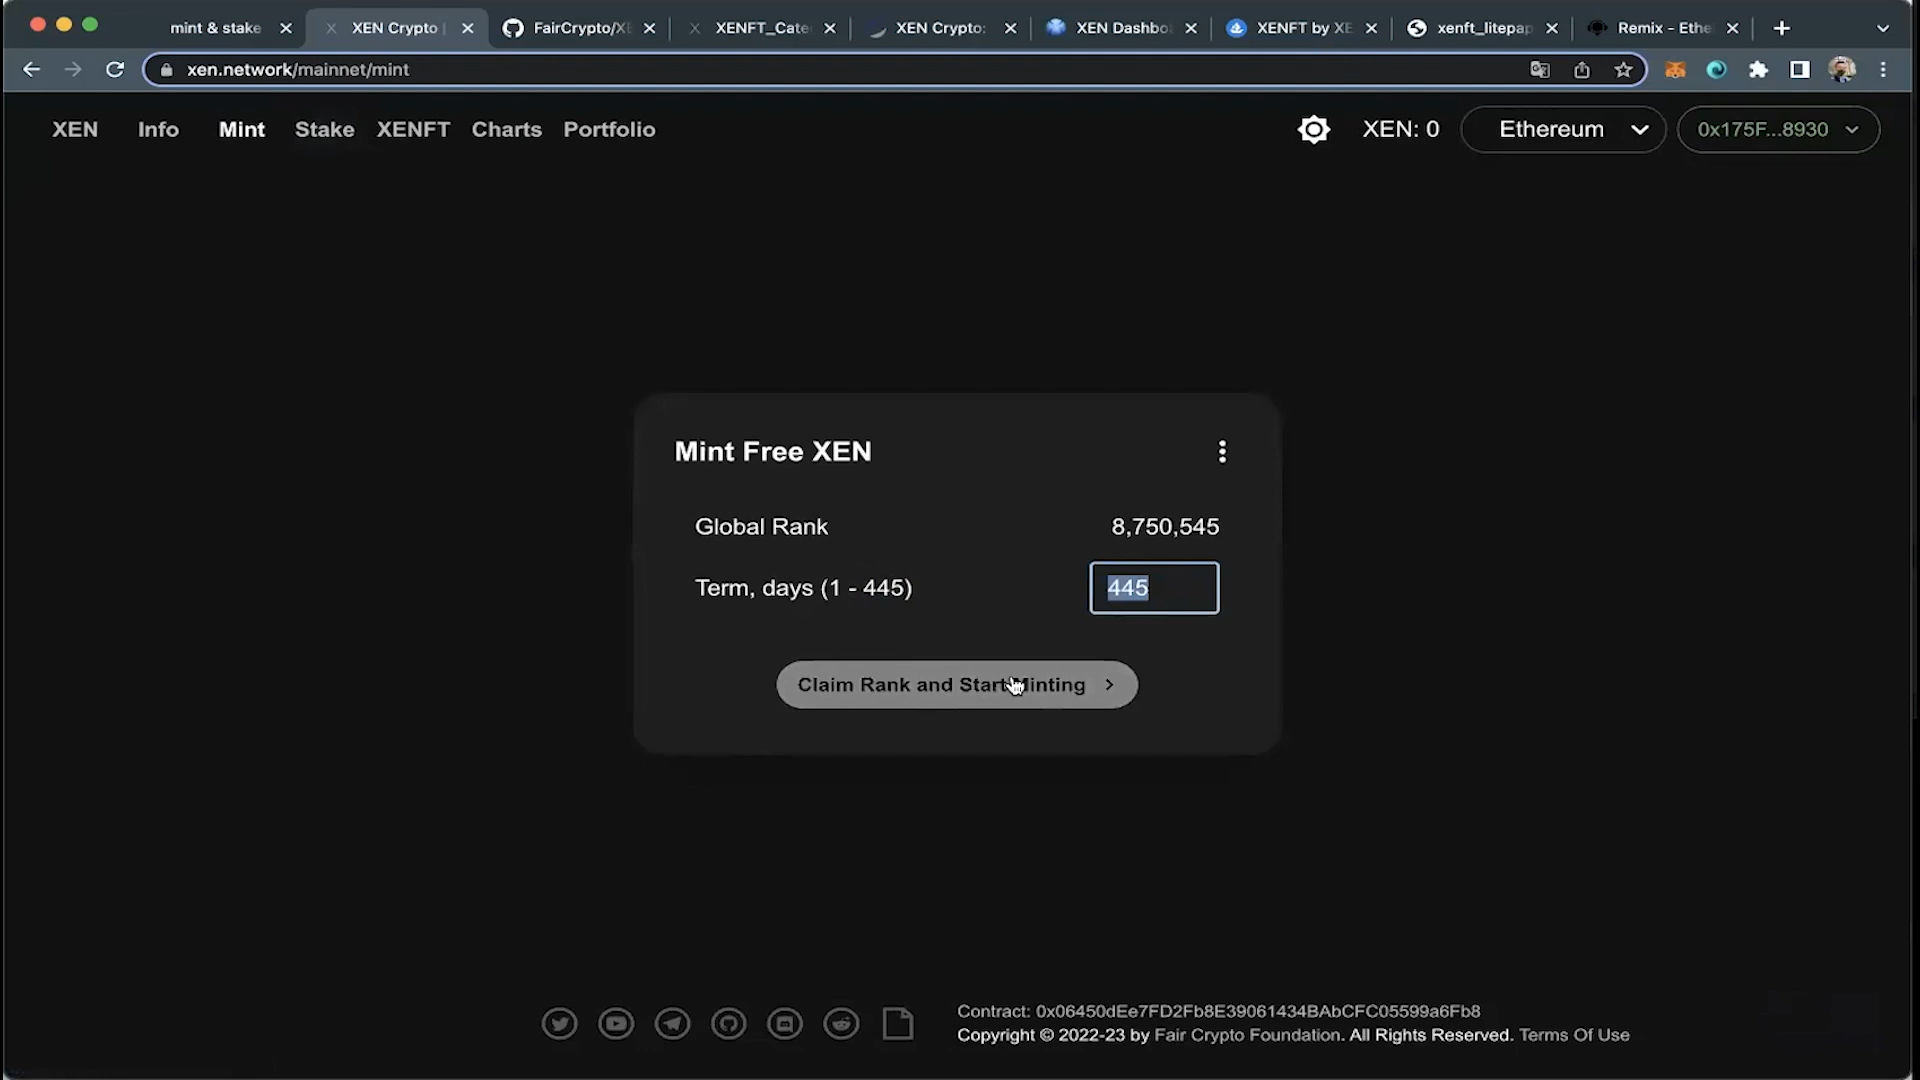 mint & stake
XEN Crypto |
FairCrypto/XE
XENFT_Cate
XEN Crypto:
XEN Dashbo
XENFT by XE
xenft_litepap
Remix - Ethe
xen.network/mainnet/mint
XEN Info Mint Stake XENFT Charts Portfolio
XEN: 0
Ethereum
0x175F...8930
Mint Free XEN
Global Rank 8,750,545
Term, days (1 - 445) 445
Claim Rank and Start Minting
Contract: 0x06450dEe7FD2Fb8E39061434BAbCFC05599a6Fb8
Copyright © 2022-23 by Fair Crypto Foundation. All Rights Reserved. Terms Of Use